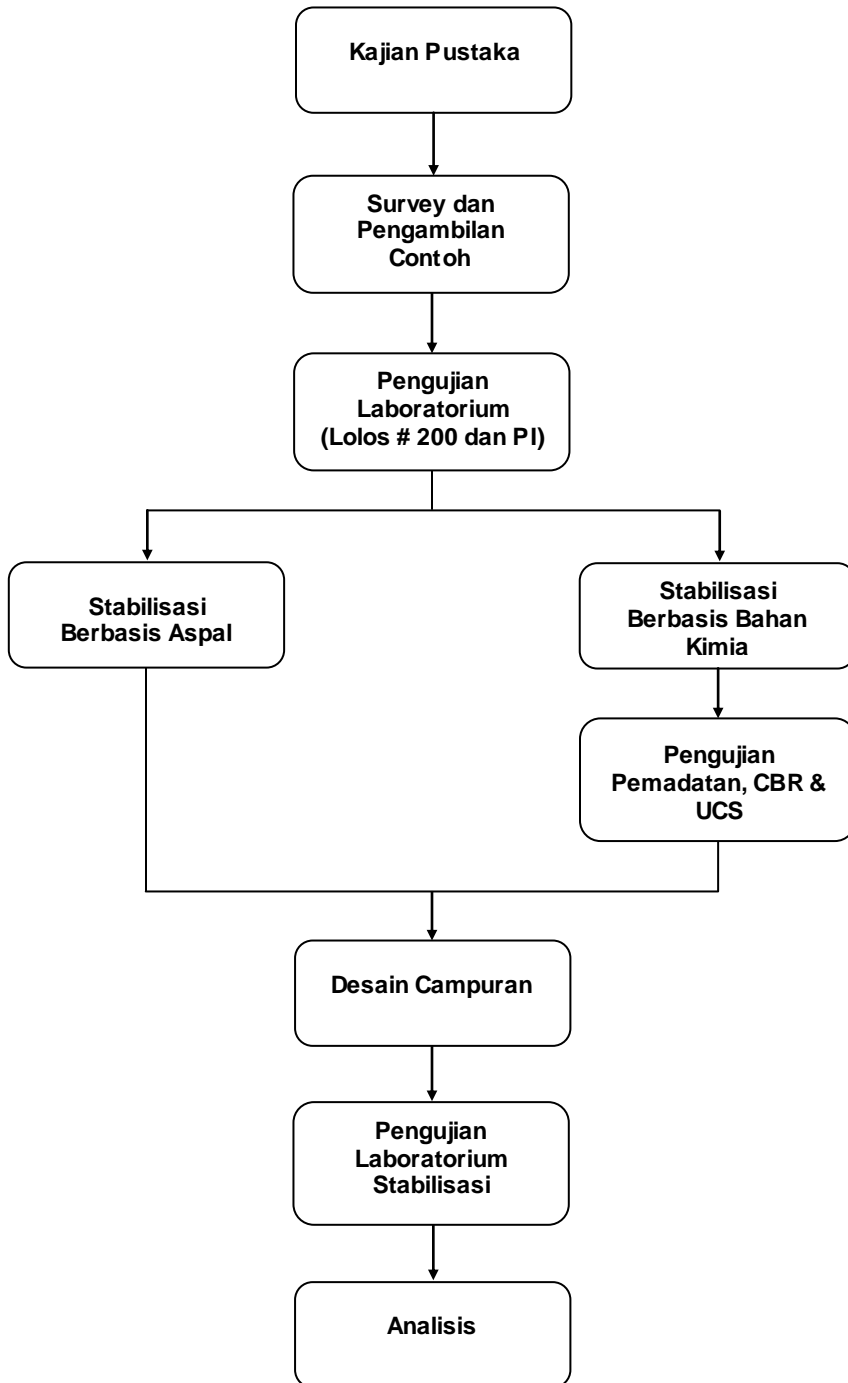 Kajian Pustaka
Survey dan
Pengambilan
Contoh
Pengujian
Laboratorium
(Lolos # 200 dan PI)
Stabilisasi
Berbasis Aspal
Stabilisasi
Berbasis Bahan
Kimia
Pengujian
Pemadatan, CBR &
UCS
Desain Campuran
Pengujian
Laboratorium
Stabilisasi
Analisis